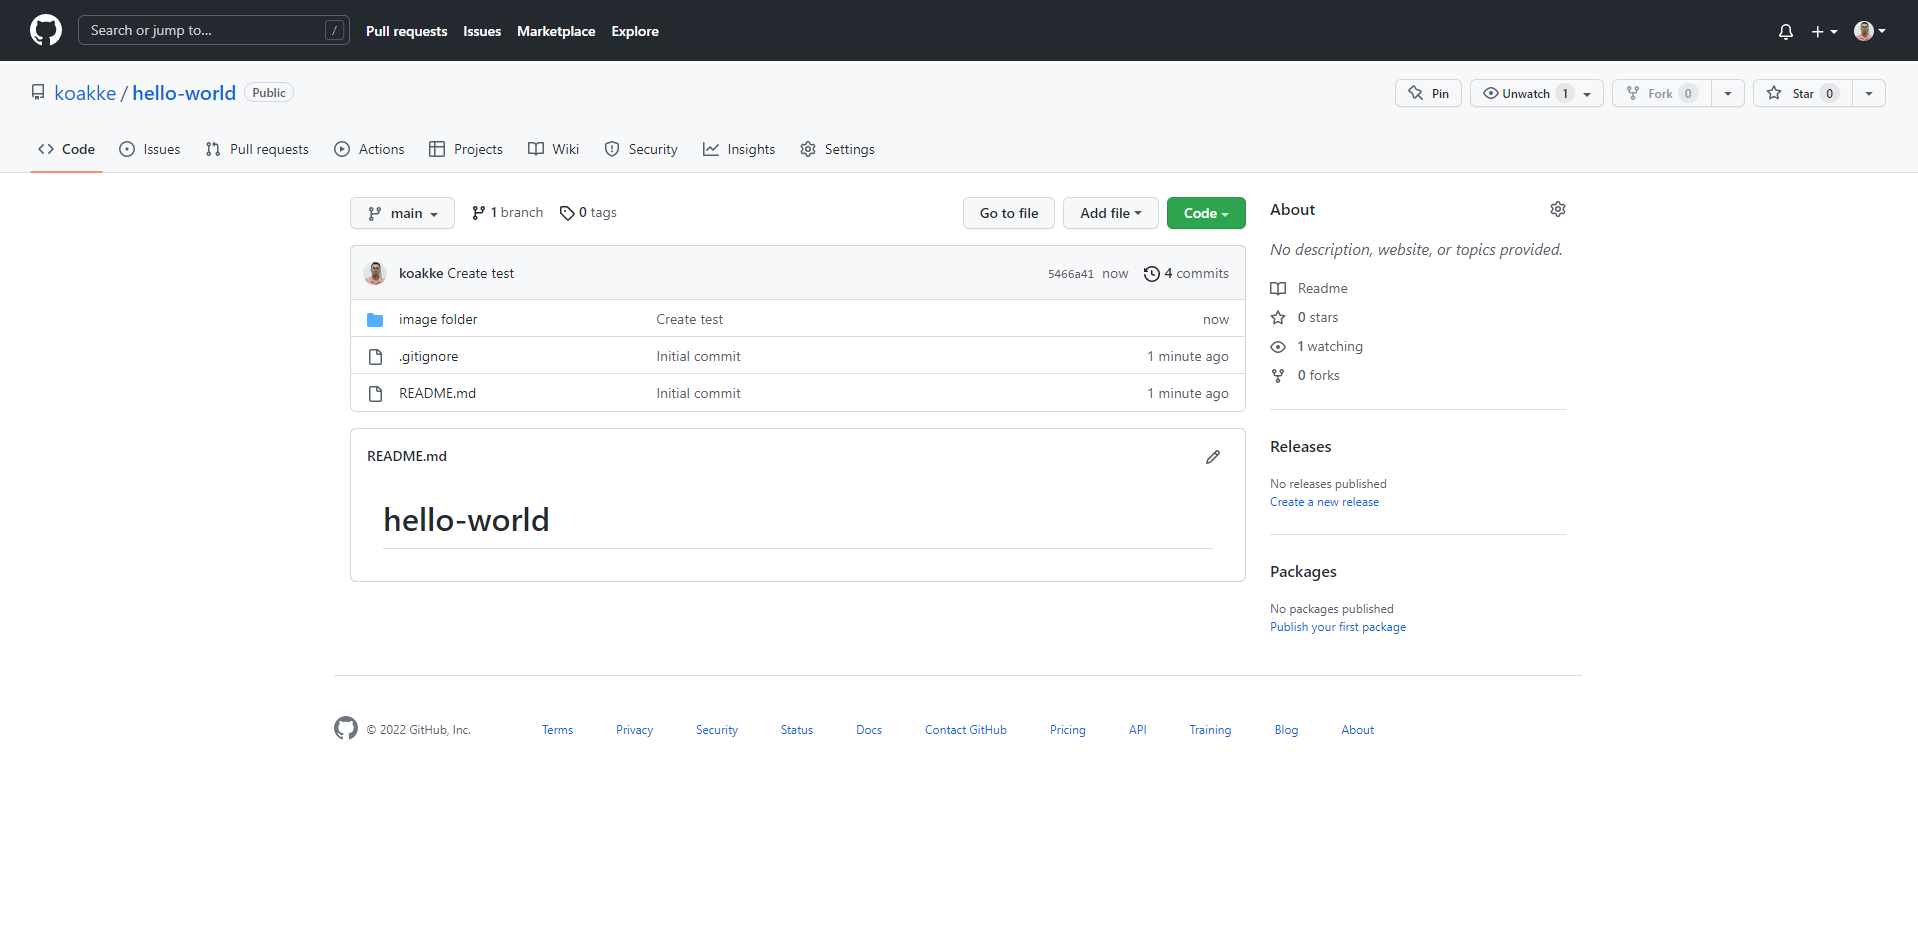 Search or jump to... / Pull requests Issues Marketplace Explore
koakke / hello-world Public Pin Unwatch 1 Fork 0 Star 0
Code Issues Pull requests Actions Projects Wiki Security Insights Settings
main 1 branch 0 tags Go to file Add file Code
koakke Create test 5466a41 now 4 commits
image folder Create test now
.gitignore Initial commit 1 minute ago
README.md Initial commit 1 minute ago
README.md
hello-world
About
No description, website, or topics provided.
Readme
0 stars
1 watching
0 forks
Releases
No releases published
Create a new release
Packages
No packages published
Publish your first package
© 2022 GitHub, Inc. Terms Privacy Security Status Docs Contact GitHub Pricing API Training Blog About